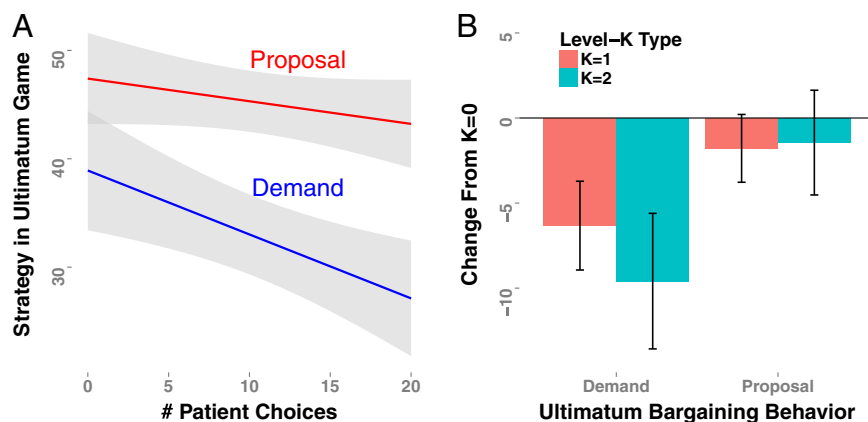 A
Strategy in Ultimatum Game
50
40
30
Proposal
Demand
0
5
10
15
20
# Patient Choices
B
Change From K=0
5
0
−5
−10
Level−K Type
K=1
K=2
Demand
Proposal
Ultimatum Bargaining Behavior